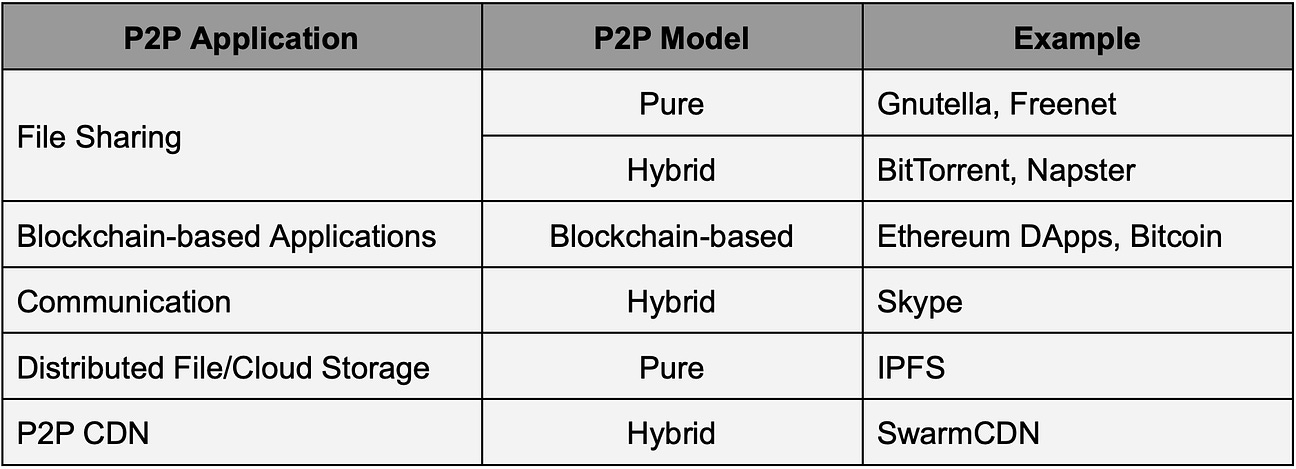 P2P Application P2P Model Example
File Sharing Pure Gnutella, Freenet
Hybrid BitTorrent, Napster
Blockchain-based Applications Blockchain-based Ethereum DApps, Bitcoin
Communication Hybrid Skype
Distributed File/Cloud Storage Pure IPFS
P2P CDN Hybrid SwarmCDN